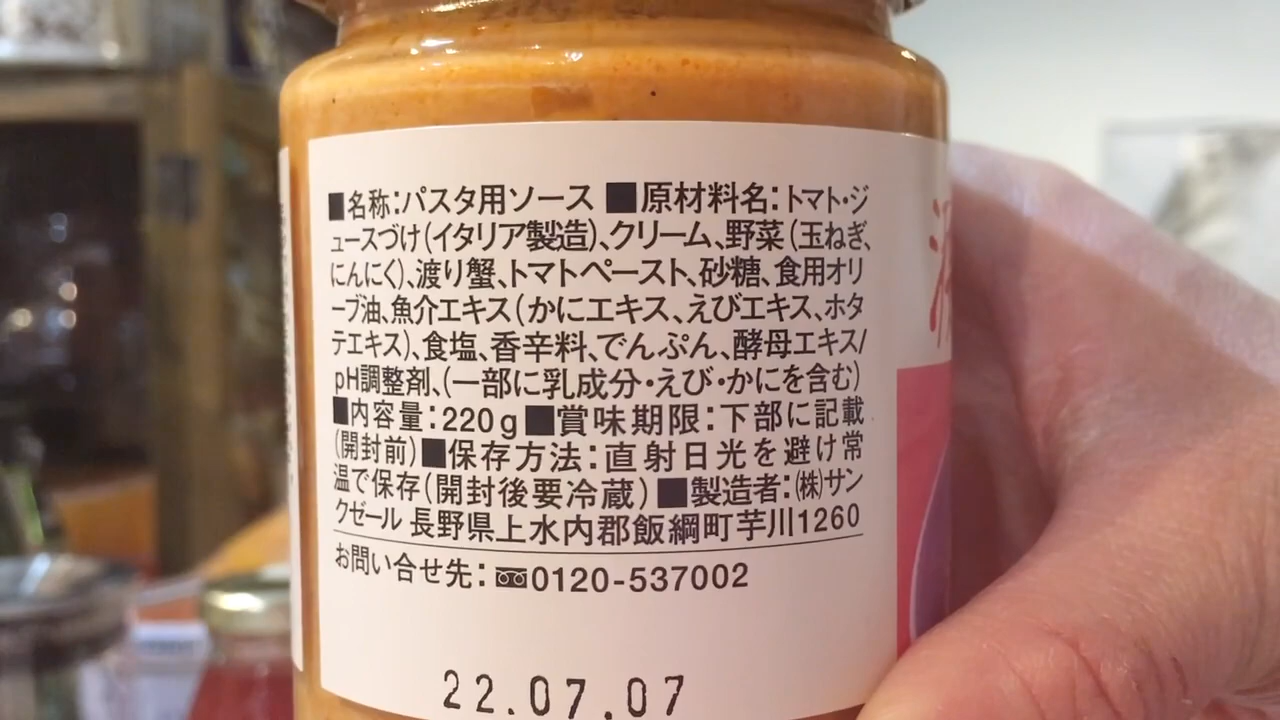 ■名称:パスタ用ソース ■原材料名:トマト・ジ
ュースづけ(イタリア製造)、クリーム、野菜(玉ねぎ、
にんにく)、渡り蟹、トマトペースト、砂糖、食用オリ
ーブ油、魚介エキス(かにエキス、えびエキス、ホタ
テエキス)、食塩、香辛料、でんぷん、酵母エキス/
pH調整剤、(一部に乳成分・えび・かにを含む)
■内容量:220g■賞味期限:下部に記載
(開封前)■保存方法:直射日光を避け常
温で保存(開封後要冷蔵)■製造者:㈱サン
クゼール 長野県上水内郡飯綱町芋川1260
お問い合せ先:0120-537002
22.07.07